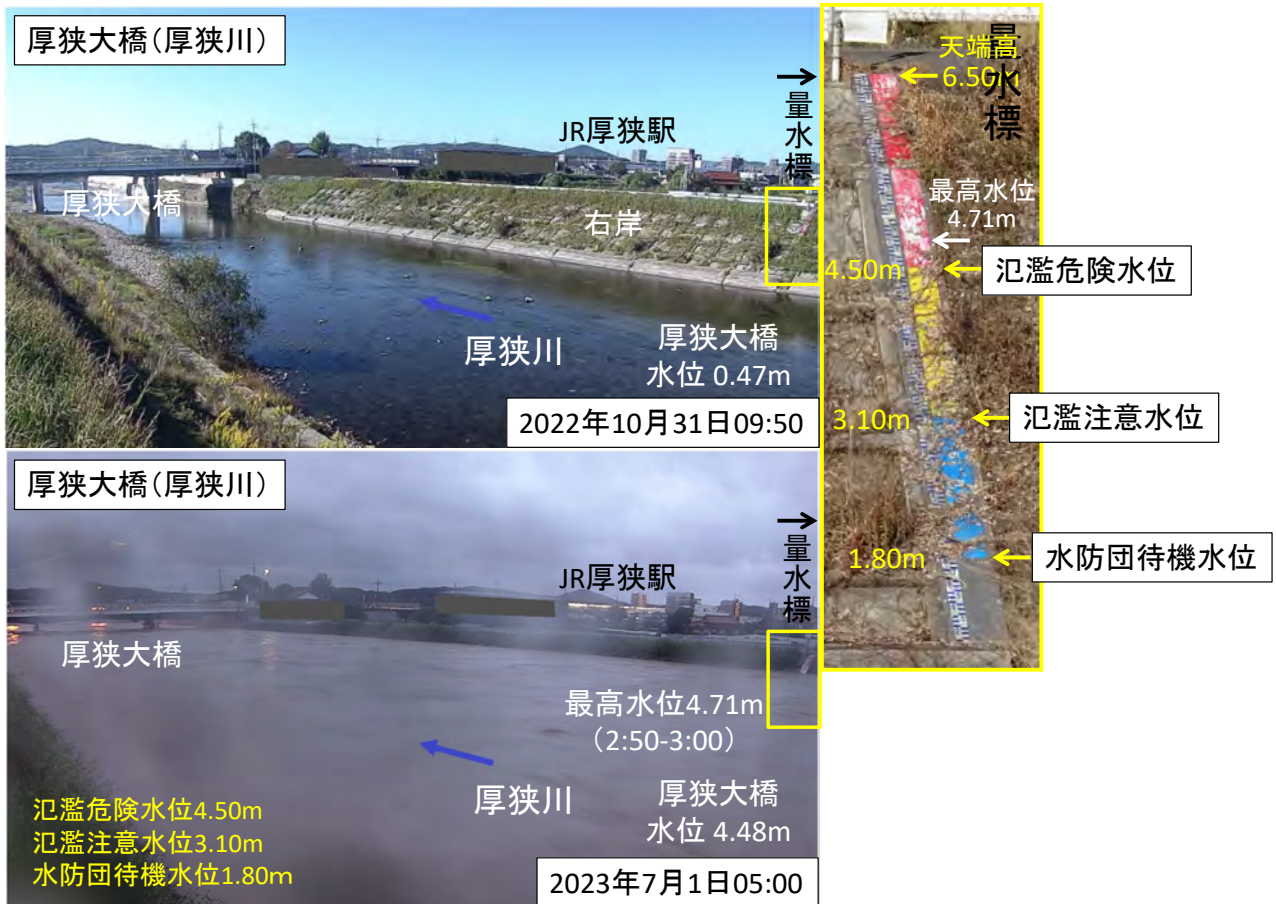 厚狭大橋(厚狭川)
JR厚狭駅
量水標
厚狭大橋
右岸
厚狭川
厚狭大橋
水位 0.47m
2022年10月31日09:50
厚狭大橋(厚狭川)
JR厚狭駅
量水標
厚狭大橋
最高水位4.71m
(2:50-3:00)
厚狭川
厚狭大橋
水位 4.48m
氾濫危険水位4.50m
氾濫注意水位3.10m
水防団待機水位1.80m
2023年7月1日05:00
量水標
天端高
6.50m
最高水位
4.71m
4.50m
氾濫危険水位
3.10m
氾濫注意水位
1.80m
水防団待機水位